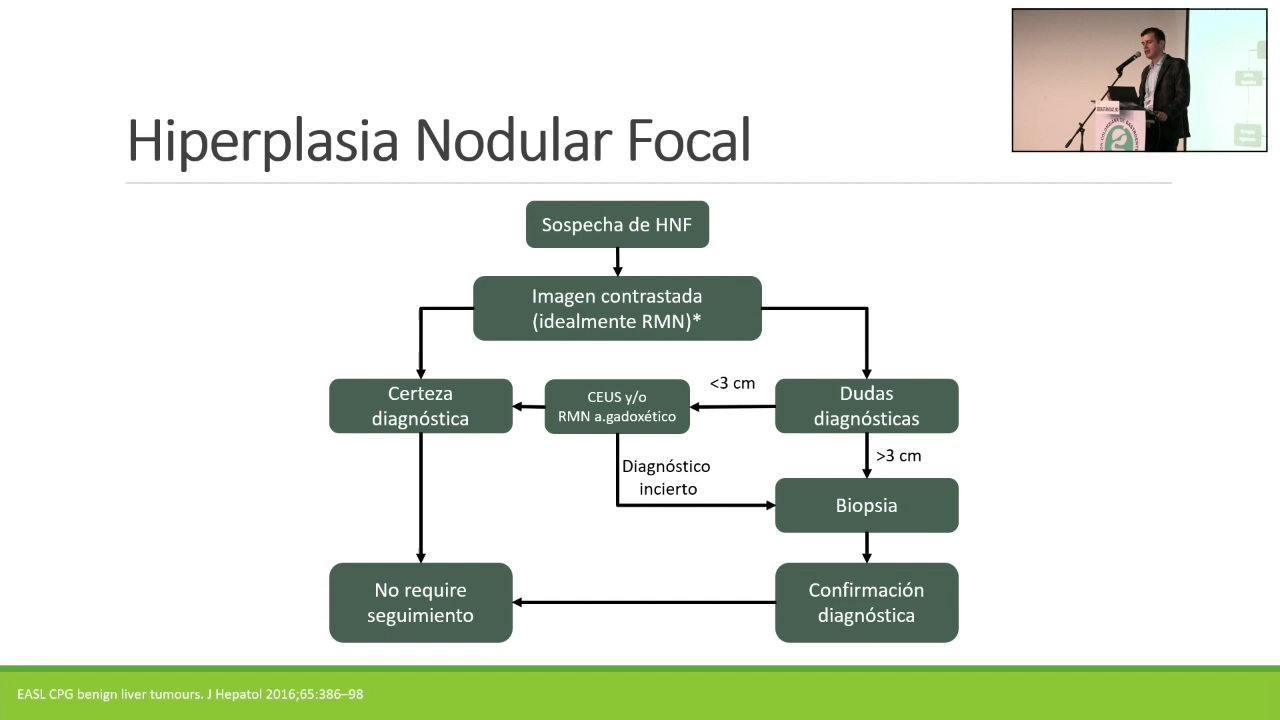 Hiperplasia Nodular Focal
Sospecha de HNF
Imagen contrastada
(idealmente RMN)*
Certeza
diagnóstica
CEUS y/o
RMN a.gadoxético
<3 cm
Dudas
diagnósticas
>3 cm
Diagnóstico
incierto
Biopsia
No require
seguimiento
Confirmación
diagnóstica
EASL CPG benign liver tumours. J Hepatol 2016;65:386–98